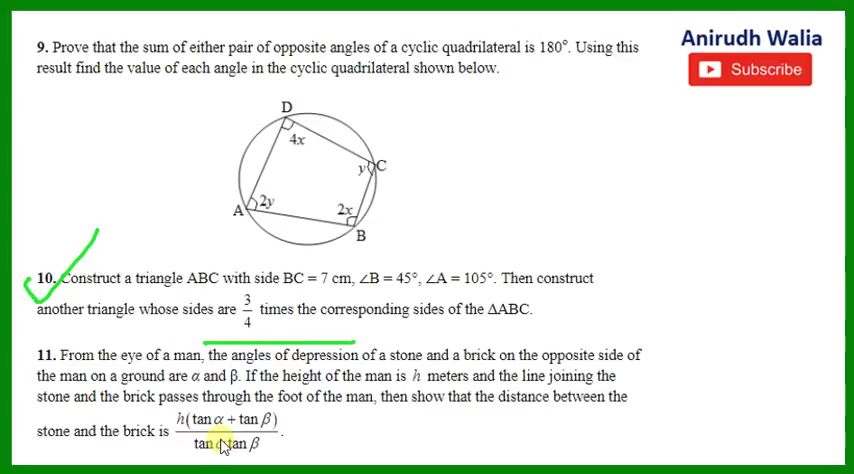 Anirudh Walia
Subscribe
9. Prove that the sum of either pair of opposite angles of a cyclic quadrilateral is 180°. Using this
result find the value of each angle in the cyclic quadrilateral shown below.
D
4x
y C
A 2y
2x
B
10. Construct a triangle ABC with side BC = 7 cm, ∠B = 45°, ∠A = 105°. Then construct
another triangle whose sides are 3/4 times the corresponding sides of the ΔABC.
11. From the eye of a man, the angles of depression of a stone and a brick on the opposite side of
the man on a ground are α and β. If the height of the man is h meters and the line joining the
stone and the brick passes through the foot of the man, then show that the distance between the
stone and the brick is h(tan α + tan β)/tan α tan β.